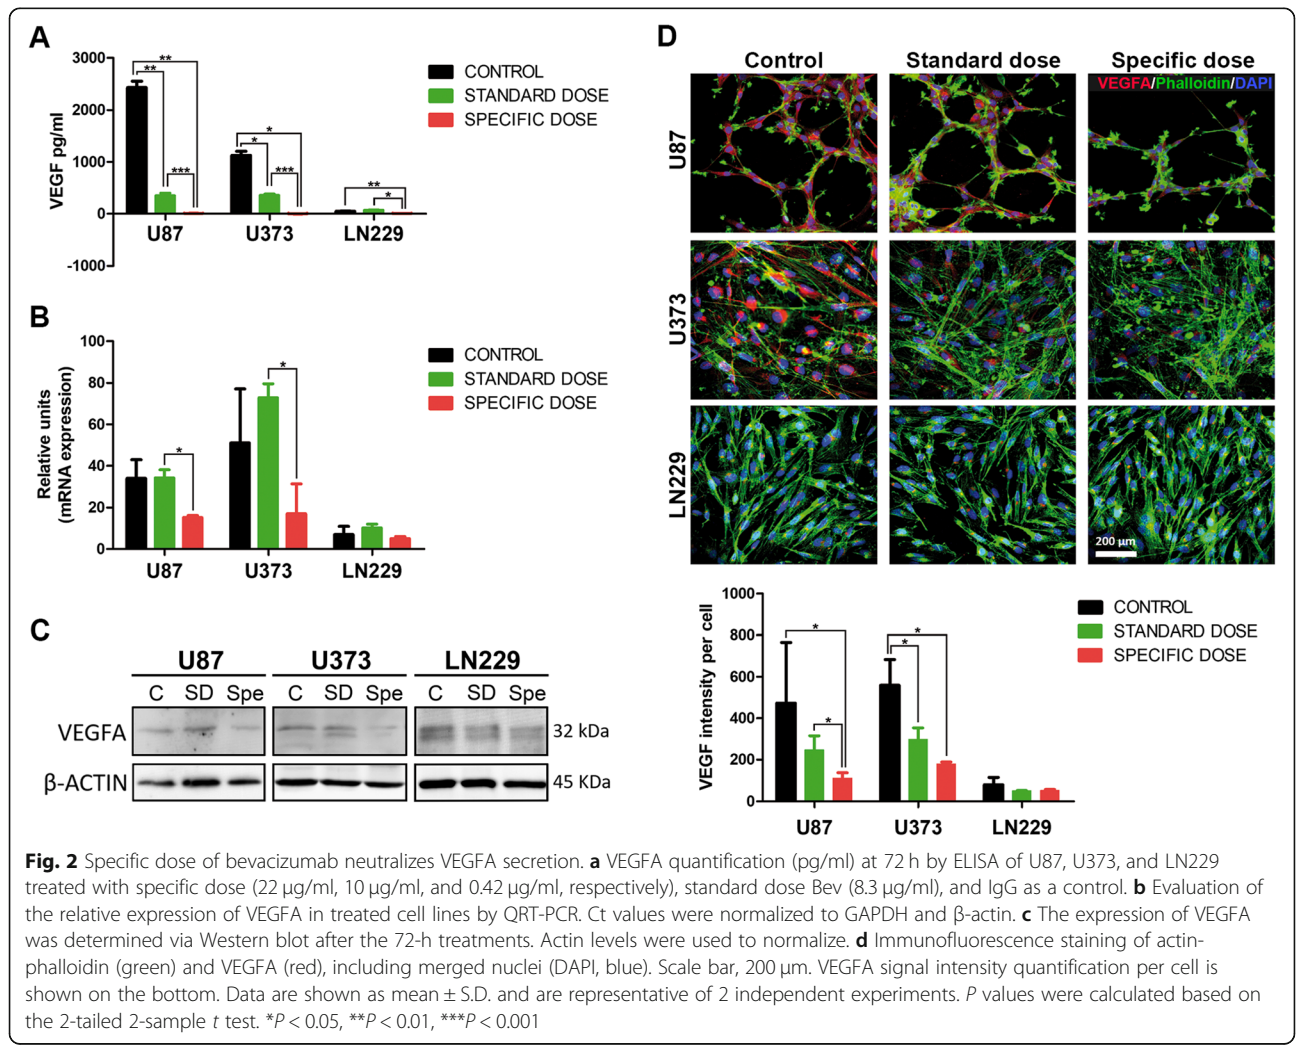 A
3000
2000
1000
0
-1000
VEGF pg/ml
**
**
***
*
*
***
**
*
U87
U373
LN229
CONTROL
STANDARD DOSE
SPECIFIC DOSE
B
100
80
60
40
20
0
Relative units
(mRNA expression)
*
*
U87
U373
LN229
CONTROL
STANDARD DOSE
SPECIFIC DOSE
C
U87
U373
LN229
C SD Spe
C SD Spe
C SD Spe
VEGFA
32 kDa
β-ACTIN
45 KDa
D
Control
Standard dose
Specific dose
VEGFA/Phalloidin/DAPI
U87
U373
LN229
200 µm
1000
800
600
400
200
0
VEGF intensity per cell
*
*
*
*
U87
U373
LN229
CONTROL
STANDARD DOSE
SPECIFIC DOSE
Fig. 2 Specific dose of bevacizumab neutralizes VEGFA secretion. a VEGFA quantification (pg/ml) at 72 h by ELISA of U87, U373, and LN229
treated with specific dose (22 µg/ml, 10 µg/ml, and 0.42 µg/ml, respectively), standard dose Bev (8.3 µg/ml), and IgG as a control. b Evaluation of
the relative expression of VEGFA in treated cell lines by QRT-PCR. Ct values were normalized to GAPDH and β-actin. c The expression of VEGFA
was determined via Western blot after the 72-h treatments. Actin levels were used to normalize. d Immunofluorescence staining of actin-
phalloidin (green) and VEGFA (red), including merged nuclei (DAPI, blue). Scale bar, 200 µm. VEGFA signal intensity quantification per cell is
shown on the bottom. Data are shown as mean ± S.D. and are representative of 2 independent experiments. P values were calculated based on
the 2-tailed 2-sample t test. *P < 0.05, **P < 0.01, ***P < 0.001